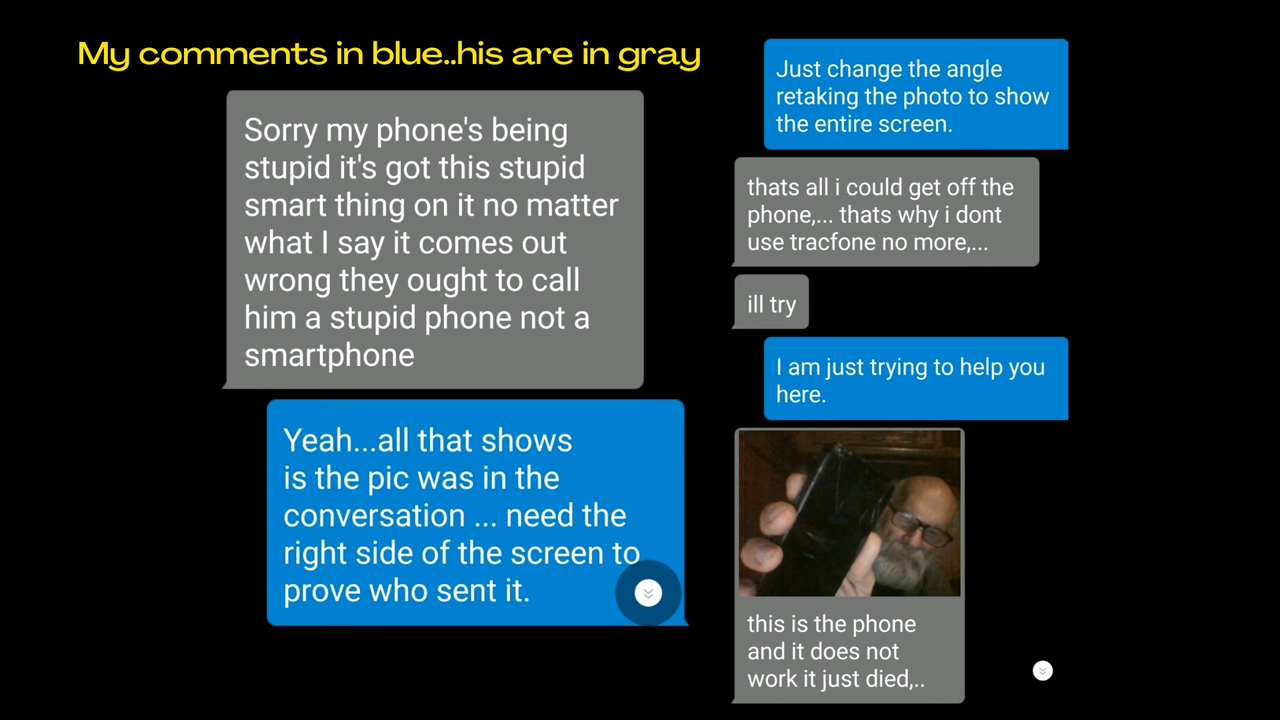 My comments in blue..his are in gray
Sorry my phone's being
stupid it's got this stupid
smart thing on it no matter
what I say it comes out
wrong they ought to call
him a stupid phone not a
smartphone
Yeah...all that shows
is the pic was in the
conversation ... need the
right side of the screen to
prove who sent it.
Just change the angle
retaking the photo to show
the entire screen.
thats all i could get off the
phone,... thats why i dont
use tracfone no more,...
ill try
I am just trying to help you
here.
this is the phone
and it does not
work it just died,..